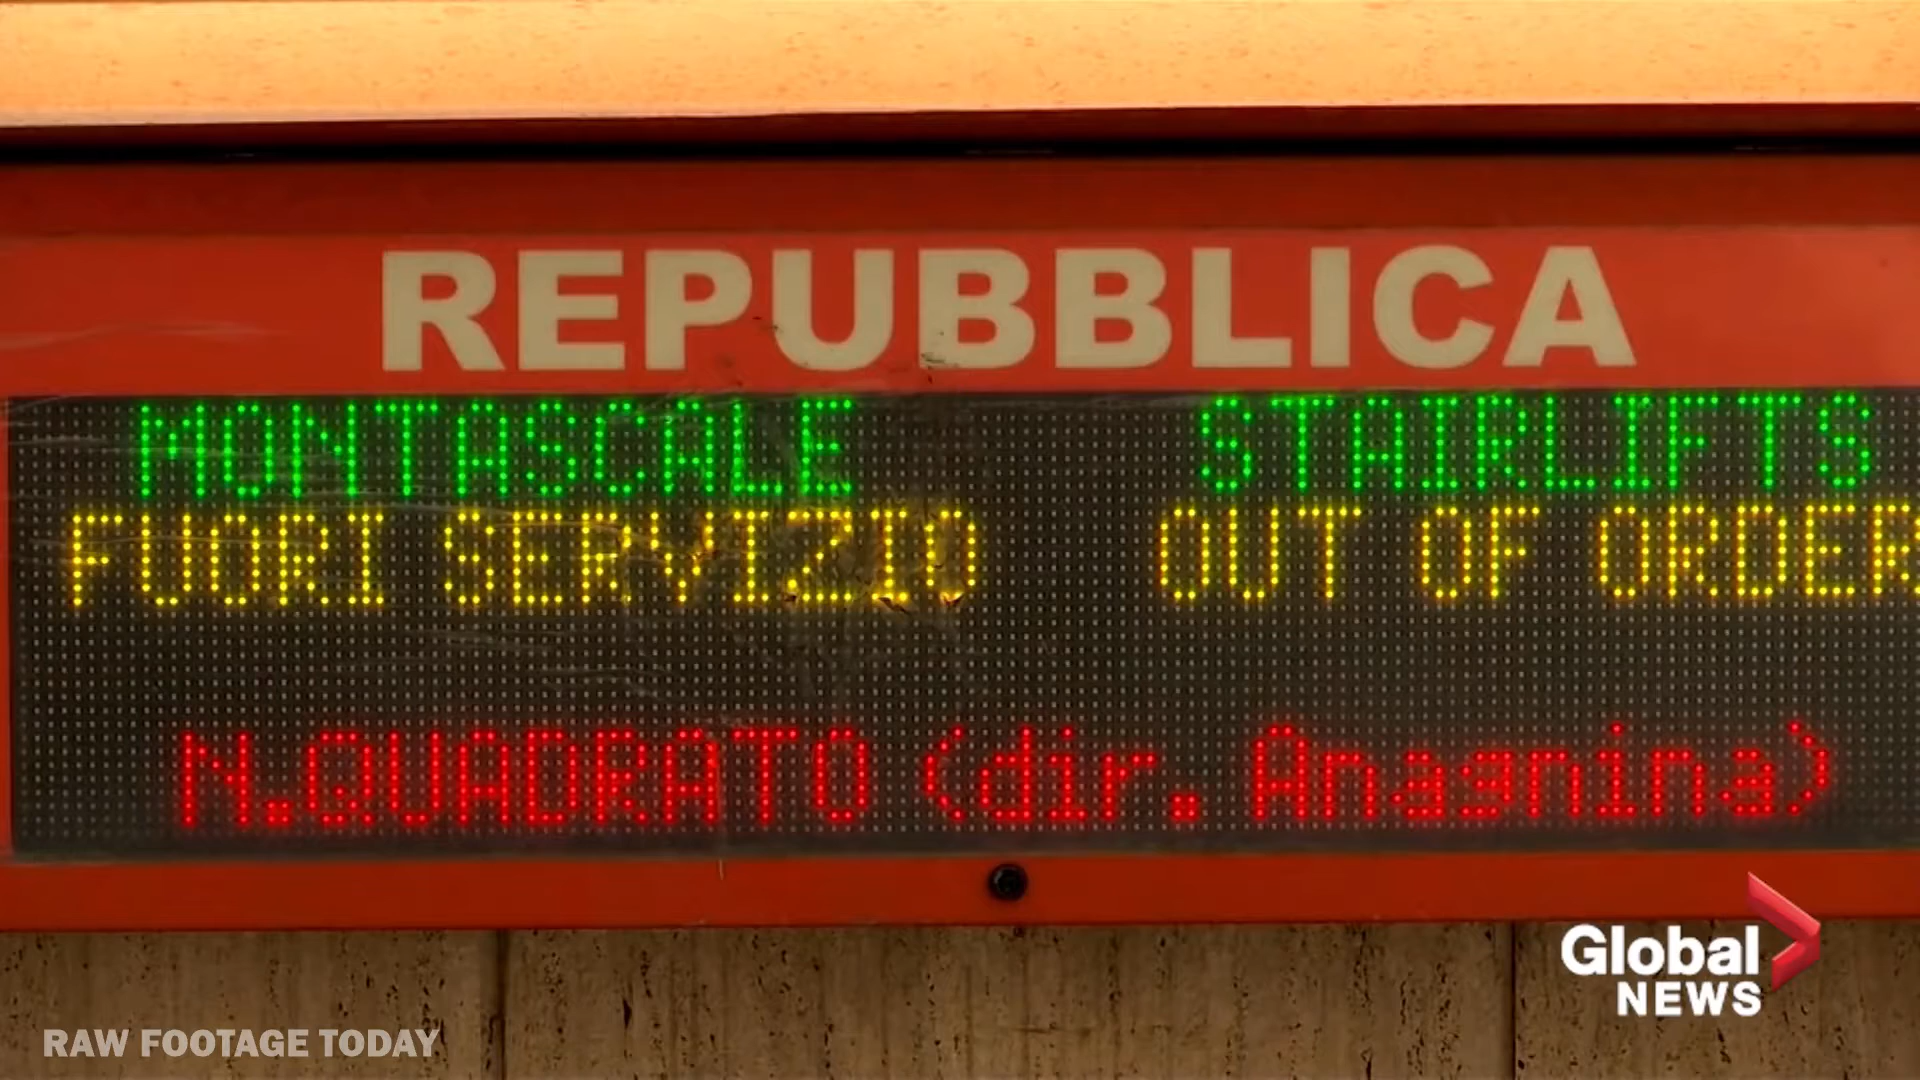 REPUBBLICA
MONTASCALE STAIRLIFTS
FUORI SERVIZIO OUT OF ORDER
N.QUADRATO (dir. Anagnina)
Global
NEWS
RAW FOOTAGE TODAY